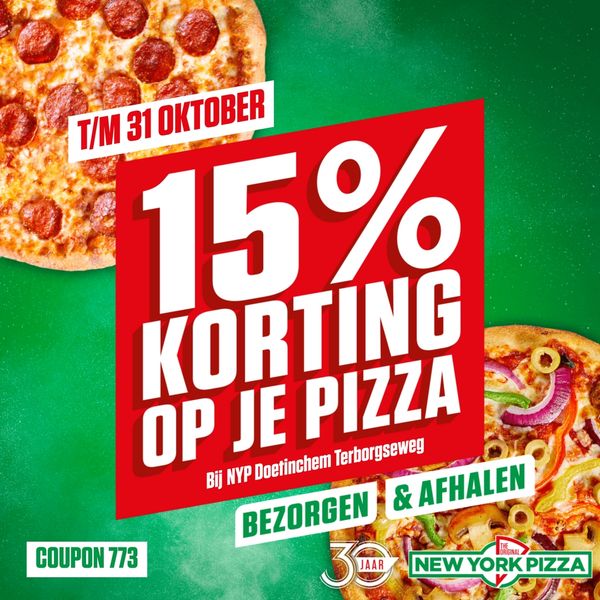 T/M 31 OKTOBER
15%
KORTING
OP JE PIZZA
Bij NYP Doetinchem Terborgseweg
BEZORGEN & AFHALEN
COUPON 773
30 JAAR
THE ORIGINAL
NEW YORK PIZZA